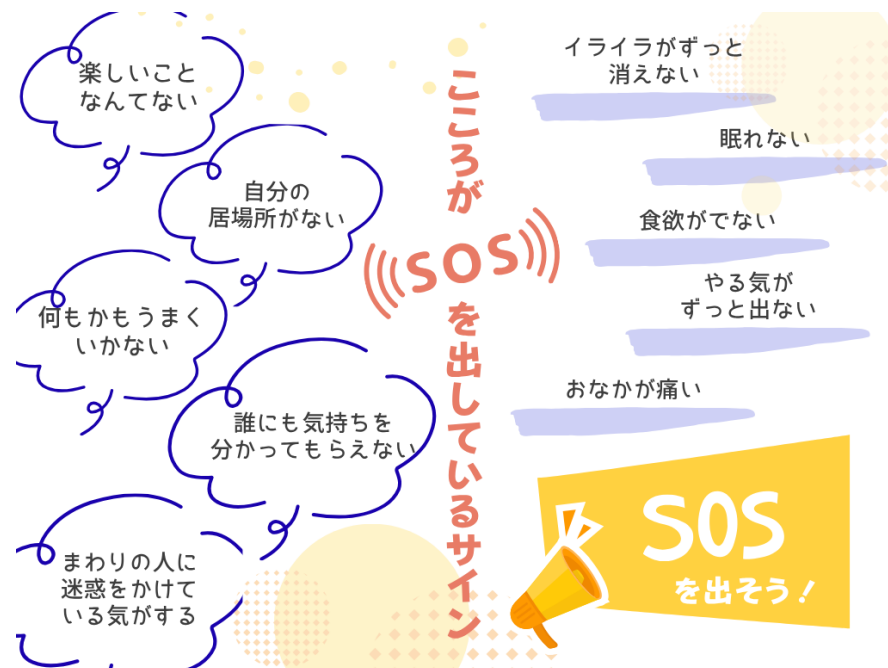 こころが
SOS
を出しているサイン
楽しいこと
なんてない
自分の
居場所がない
何もかもうまく
いかない
誰にも気持ちを
分かってもらえない
まわりの人に
迷惑をかけて
いる気がする
イライラがずっと
消えない
眠れない
食欲がでない
やる気が
ずっと出ない
おなかが痛い
SOS
を出そう！